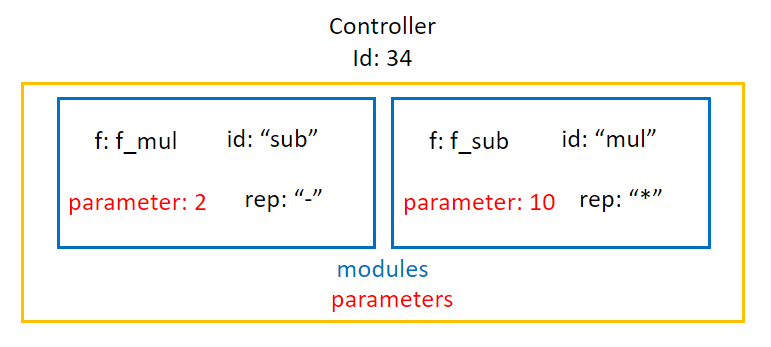 Controller
Id: 34
f: f_mul id: “sub”
parameter: 2 rep: “-”
f: f_sub id: “mul”
parameter: 10 rep: “*”
modules
parameters